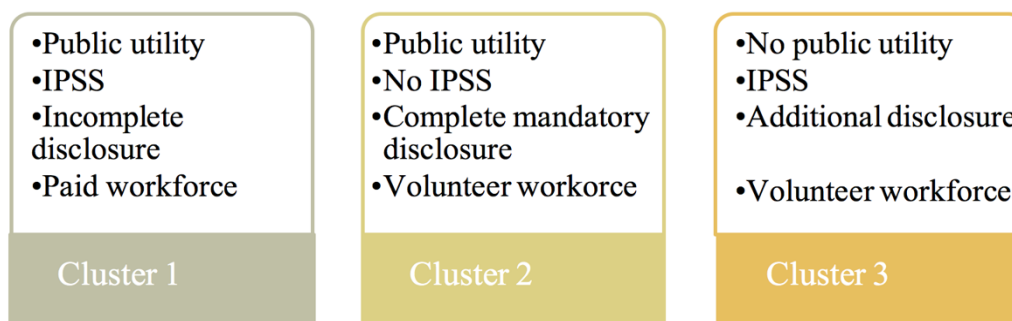 •Public utility
•IPSS
•Incomplete
disclosure
•Paid workforce
Cluster 1
•Public utility
•No IPSS
•Complete mandatory
disclosure
•Volunteer workorce
Cluster 2
•No public utility
•IPSS
•Additional disclosure
•Volunteer workforce
Cluster 3